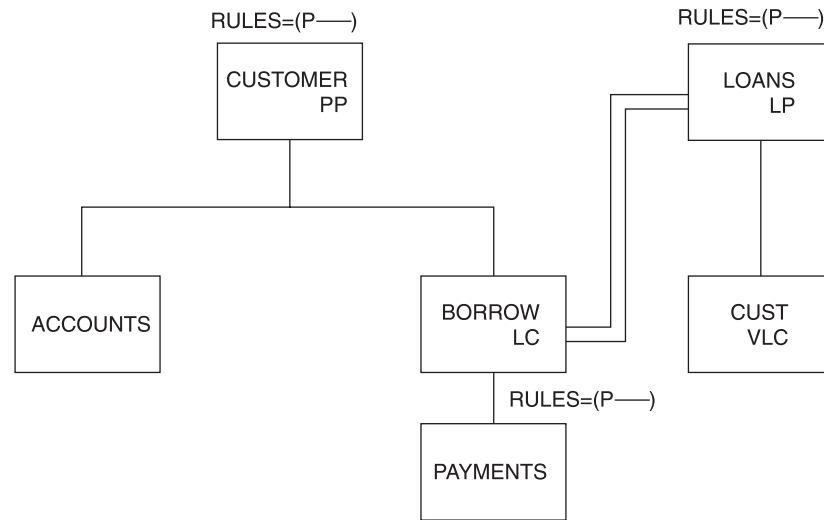 RULES=(P——)
CUSTOMER
PP
RULES=(P——)
LOANS
LP
ACCOUNTS
BORROW
LC
CUST
VLC
RULES=(P——)
PAYMENTS